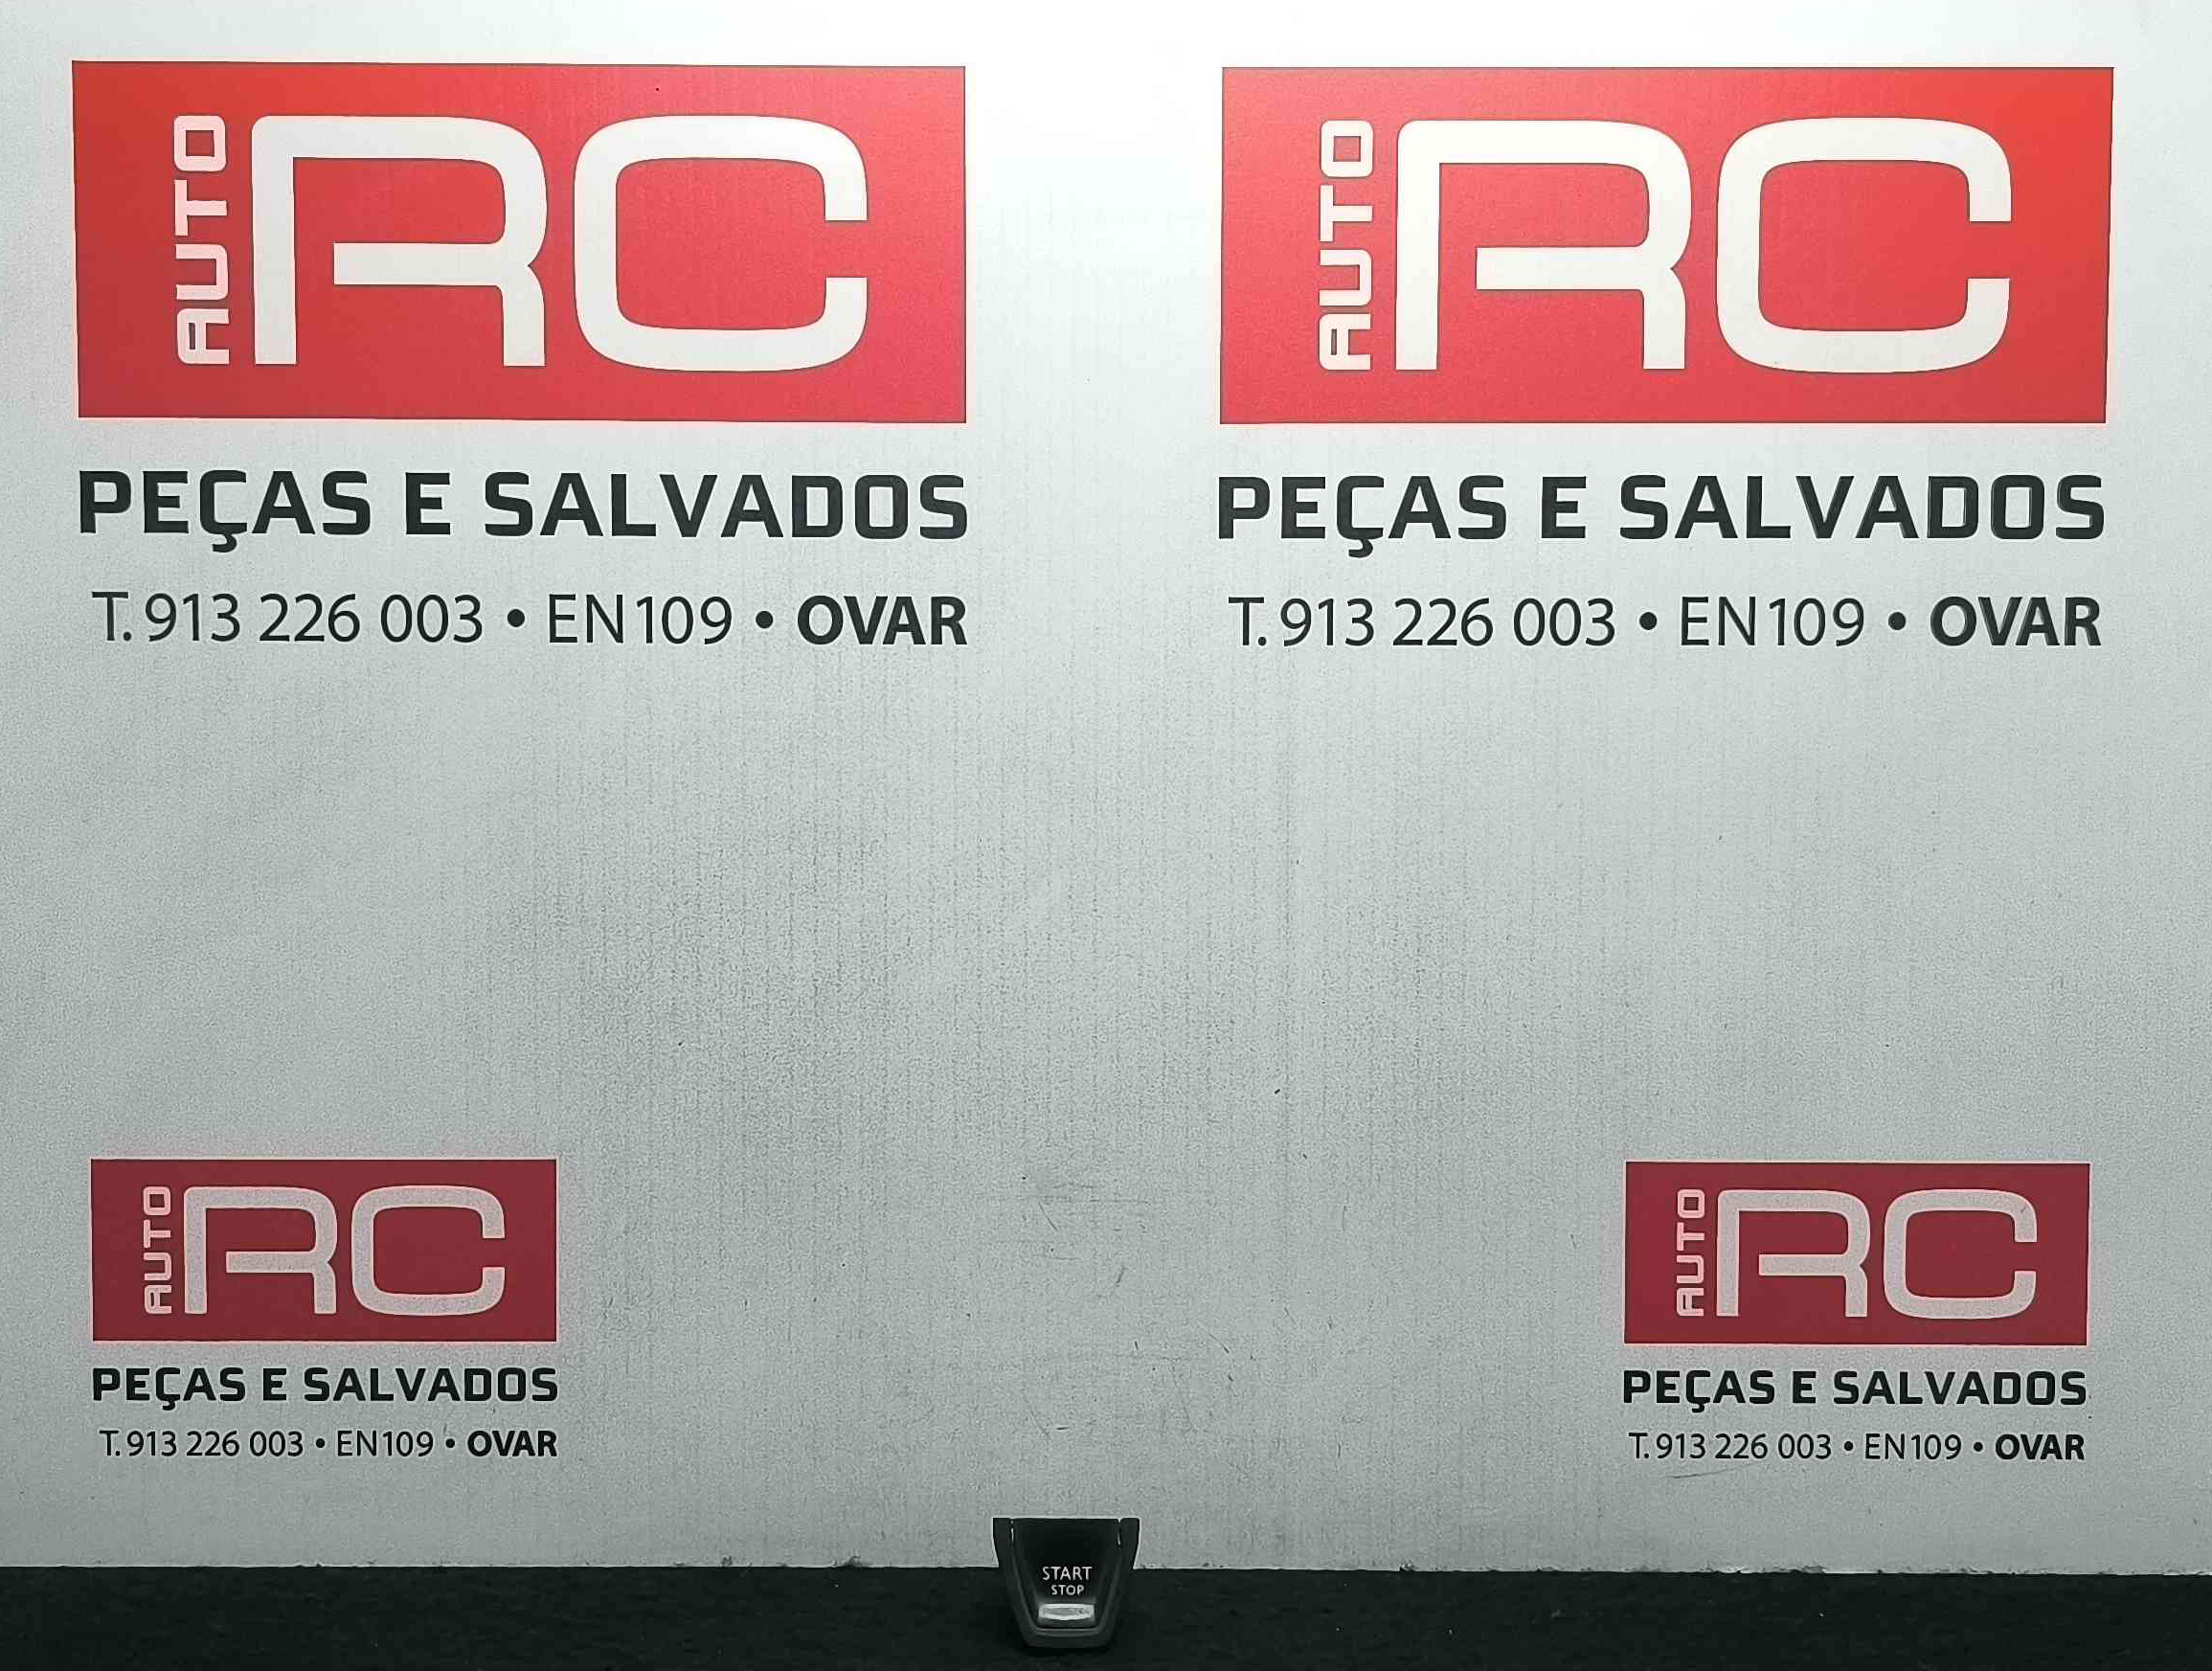 AUTO RC
PEÇAS E SALVADOS
T. 913 226 003 • EN109 • OVAR
AUTO RC
PEÇAS E SALVADOS
T. 913 226 003 • EN109 • OVAR
AUTO RC
PEÇAS E SALVADOS
T. 913 226 003 • EN109 • OVAR
AUTO RC
PEÇAS E SALVADOS
T. 913 226 003 • EN109 • OVAR
START
STOP